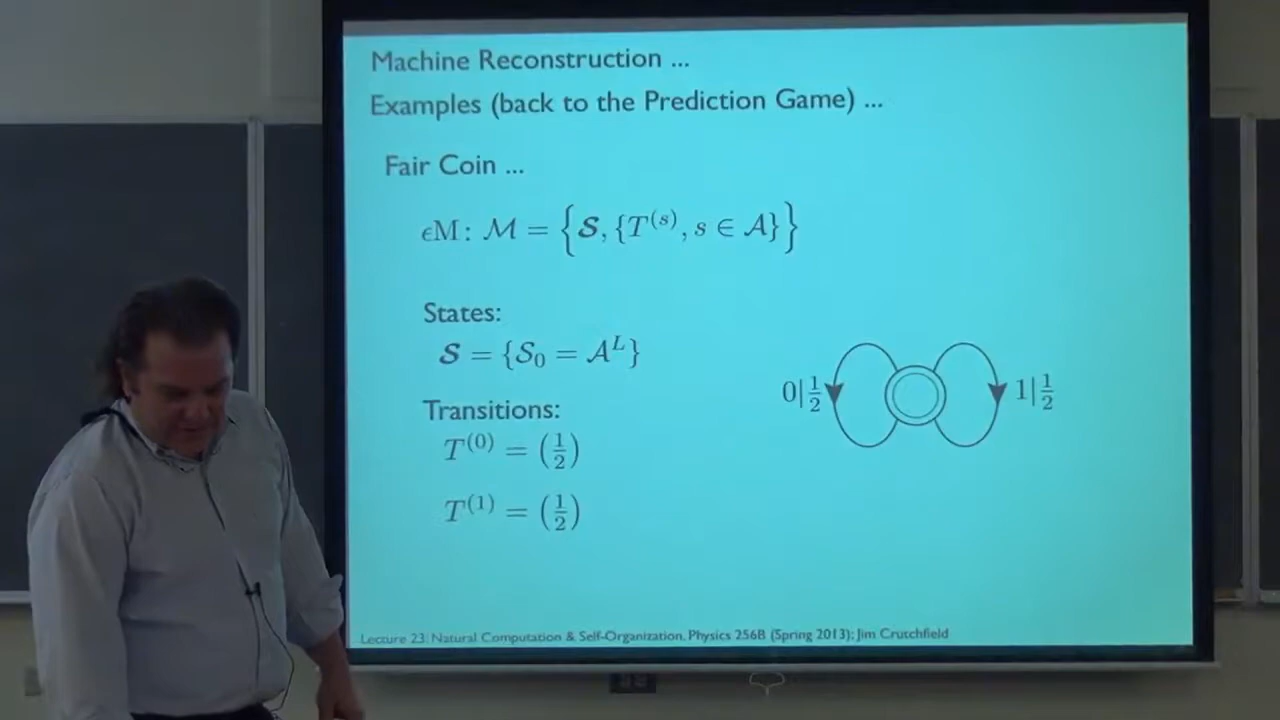 Machine Reconstruction ...
Examples (back to the Prediction Game) ...
Fair Coin ...
ϵM: ℳ = {𝓢, {T^(s), s ∈ 𝒜}}
States:
𝓢 = {𝒮₀ = 𝒜^L}
Transitions:
T^(0) = (1/2)
T^(1) = (1/2)
0|1/2
1|1/2
Lecture 23: Natural Computation & Self-Organization, Physics 256B (Spring 2013); Jim Crutchfield